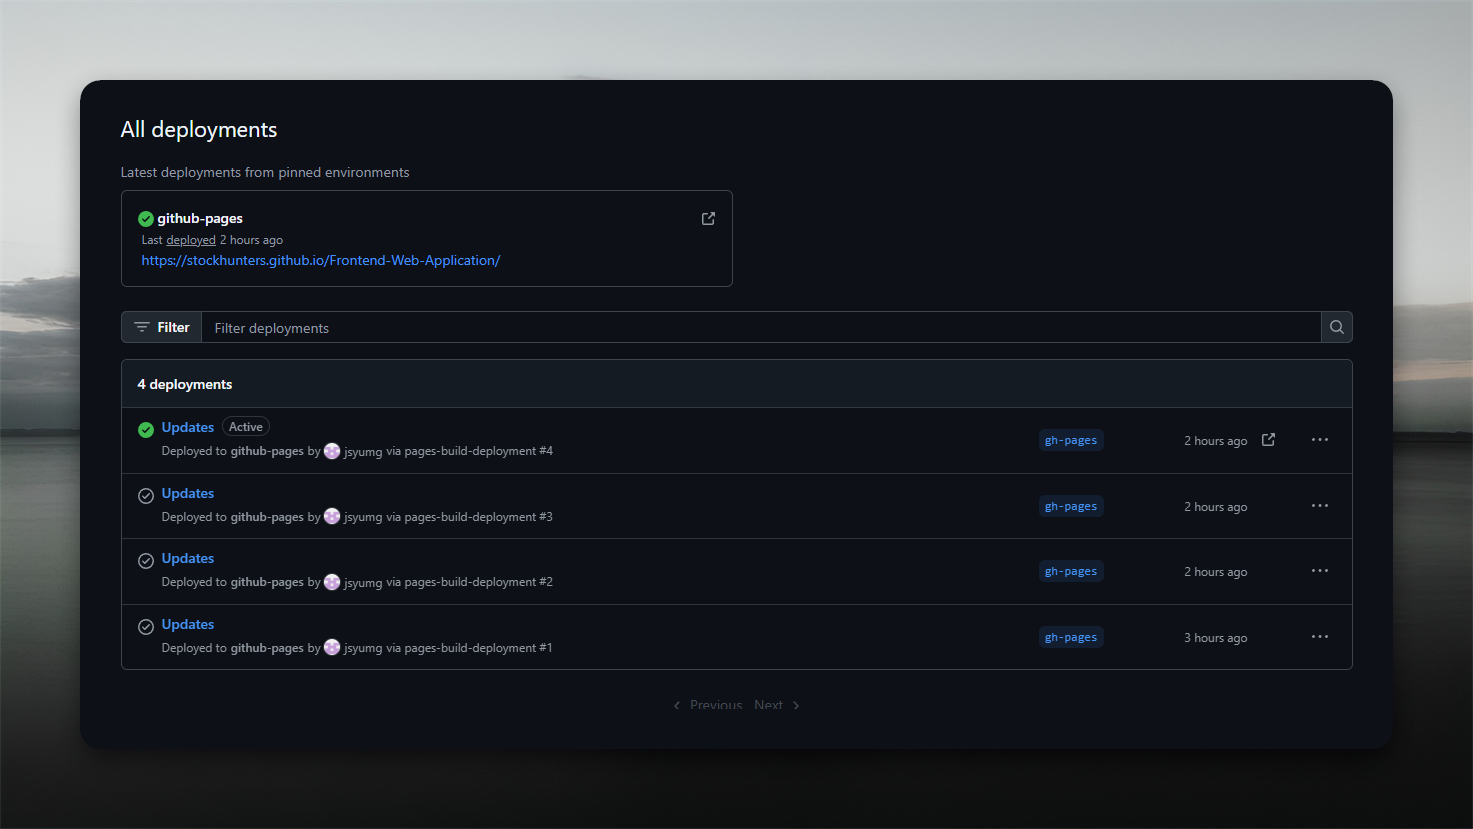 All deployments
Latest deployments from pinned environments
github-pages
Last deployed 2 hours ago
https://stockhunters.github.io/Frontend-Web-Application/
Filter
Filter deployments
4 deployments
Updates Active
Deployed to github-pages by jsyumg via pages-build-deployment #4
gh-pages
2 hours ago
Updates
Deployed to github-pages by jsyumg via pages-build-deployment #3
gh-pages
2 hours ago
Updates
Deployed to github-pages by jsyumg via pages-build-deployment #2
gh-pages
2 hours ago
Updates
Deployed to github-pages by jsyumg via pages-build-deployment #1
gh-pages
3 hours ago
Previous Next